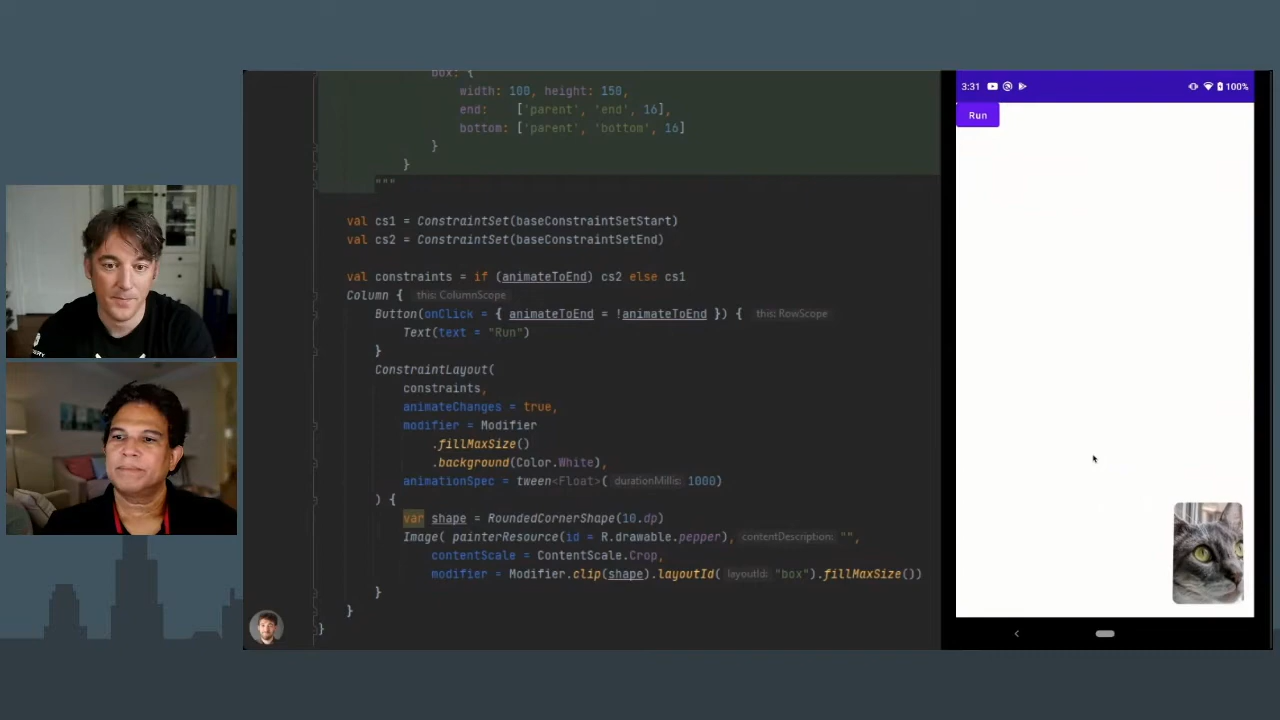 box: {
width: 100, height: 150,
end: ['parent', 'end', 16],
bottom: ['parent', 'bottom', 16]
}
}
"""
val cs1 = ConstraintSet(baseConstraintSetStart)
val cs2 = ConstraintSet(baseConstraintSetEnd)
val constraints = if (animateToEnd) cs2 else cs1
Column { this: ColumnScope
Button(onClick = { animateToEnd = !animateToEnd }) { this: RowScope
Text(text = "Run")
}
ConstraintLayout(
constraints,
animateChanges = true,
modifier = Modifier
.fillMaxSize()
.background(Color.White),
animationSpec = tween<Float>( durationMillis: 1000)
) {
var shape = RoundedCornerShape(10.dp)
Image( painterResource(id = R.drawable.pepper), contentDescription: "",
contentScale = ContentScale.Crop,
modifier = Modifier.clip(shape).layoutId( layoutId: "box").fillMaxSize())
}
}
}
3:31
100%
Run